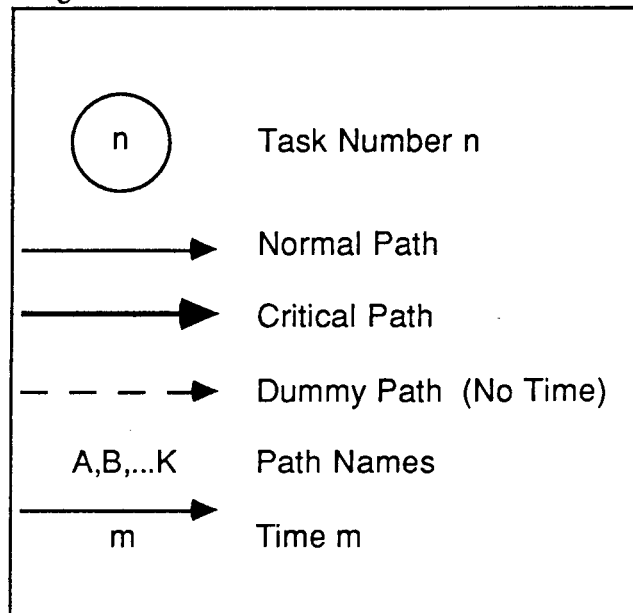 n Task Number n
Normal Path
Critical Path
Dummy Path (No Time)
A,B,...K Path Names
m Time m